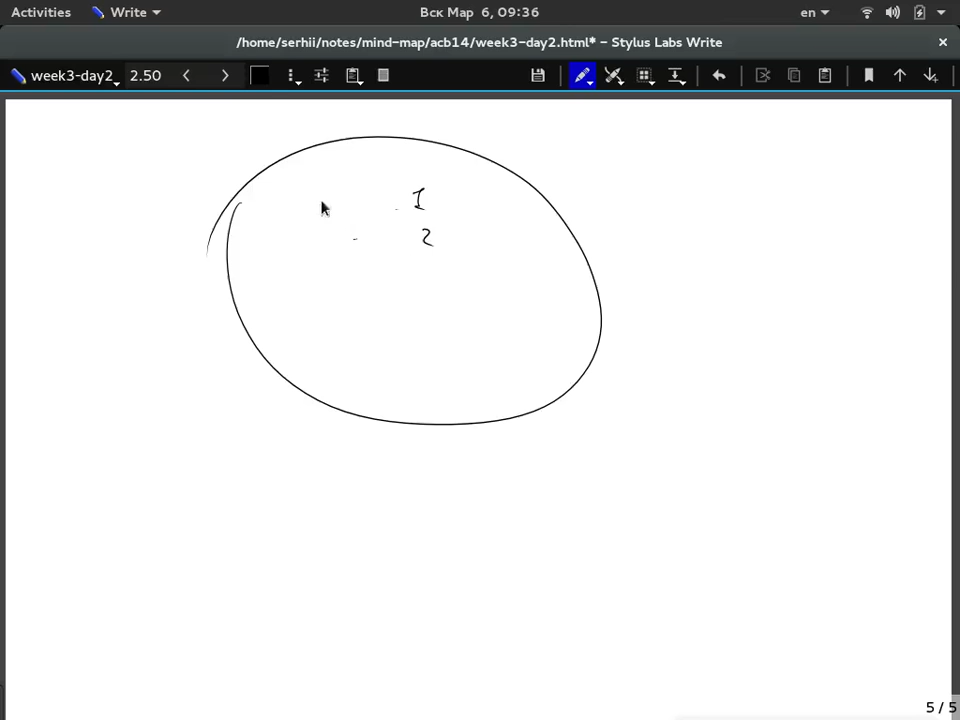 Activities Write Вск Мар 6, 09:36 en
/home/serhii/notes/mind-map/acb14/week3-day2.html* – Stylus Labs Write
week3-day2 2.50
1
2
5 / 5